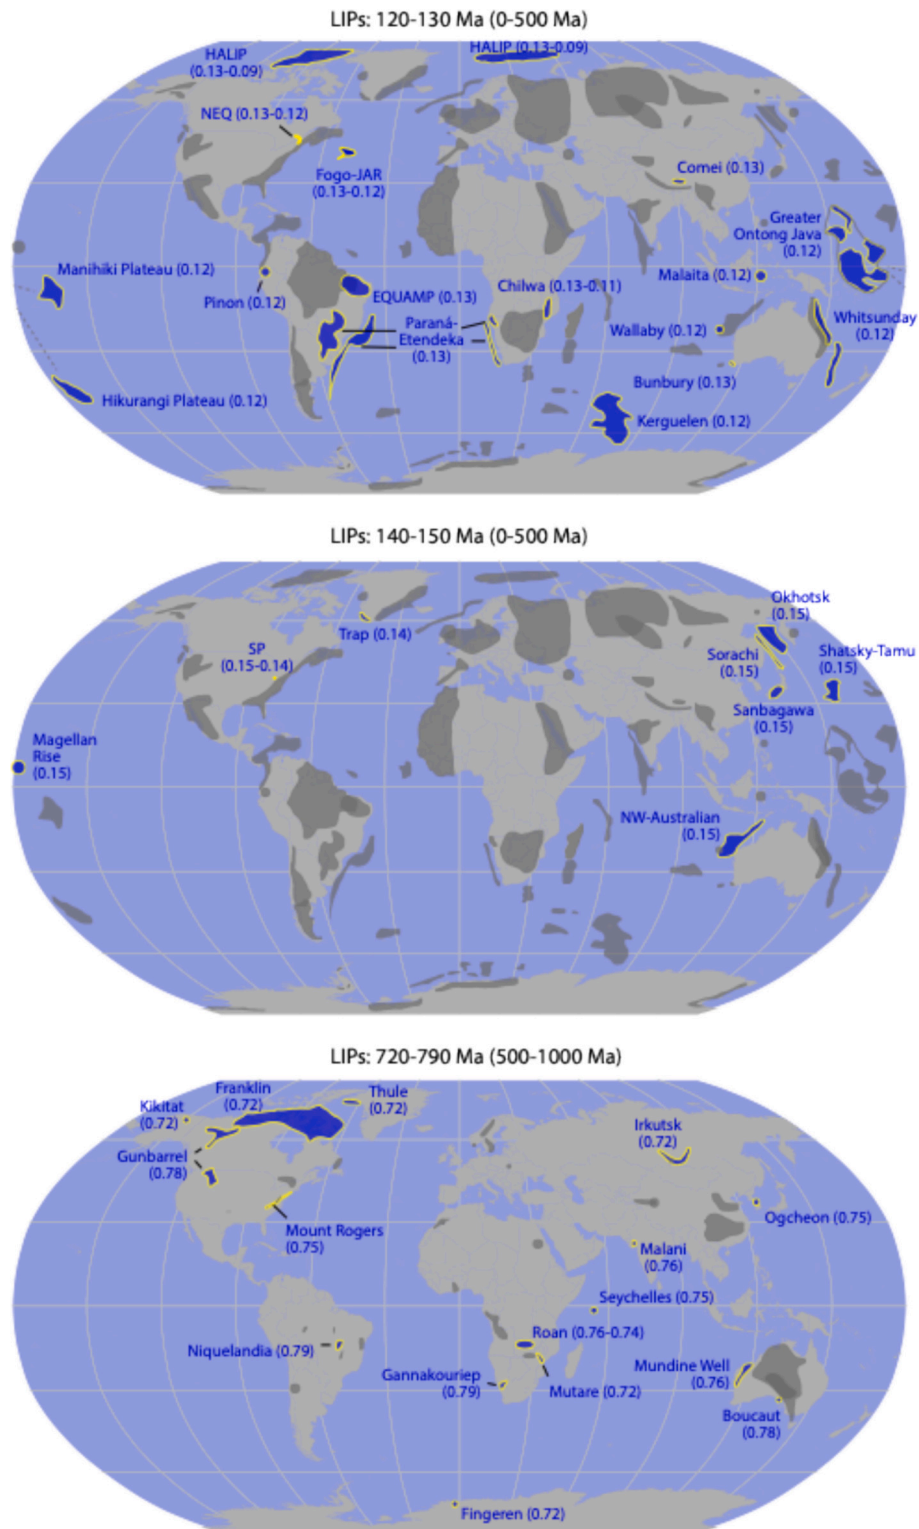 LIPs: 120-130 Ma (0-500 Ma)
HALIP
(0.13-0.09)
HALIP (0.13-0.09)
NEQ (0.13-0.12)
Fogo-JAR
(0.13-0.12)
Comei (0.13)
Greater
Ontong Java
(0.12)
Manihiki Plateau (0.12)
Pinon (0.12)
EQUAMP (0.13)
Chilwa (0.13-0.11)
Malaita (0.12)
Paraná-
Etendeka
(0.13)
Wallaby (0.12)
Whitsunday
(0.12)
Bunbury (0.13)
Hikurangi Plateau (0.12)
Kerguelen (0.12)
LIPs: 140-150 Ma (0-500 Ma)
Okhotsk
(0.15)
Trap (0.14)
SP
(0.15-0.14)
Sorachi
(0.15)
Shatsky-Tamu
(0.15)
Sanbagawa
(0.15)
Magellan
Rise
(0.15)
NW-Australian
(0.15)
LIPs: 720-790 Ma (500-1000 Ma)
Franklin
(0.72)
Thule
(0.72)
Kikitat
(0.72)
Irkutsk
(0.72)
Gunbarrel
(0.78)
Mount Rogers
(0.75)
Ogcheon (0.75)
Malani
(0.76)
Seychelles (0.75)
Roan (0.76-0.74)
Niquelandia (0.79)
Gannakouriep
(0.79)
Mutare (0.72)
Mundine Well
(0.76)
Boucaut
(0.78)
Fingeren (0.72)